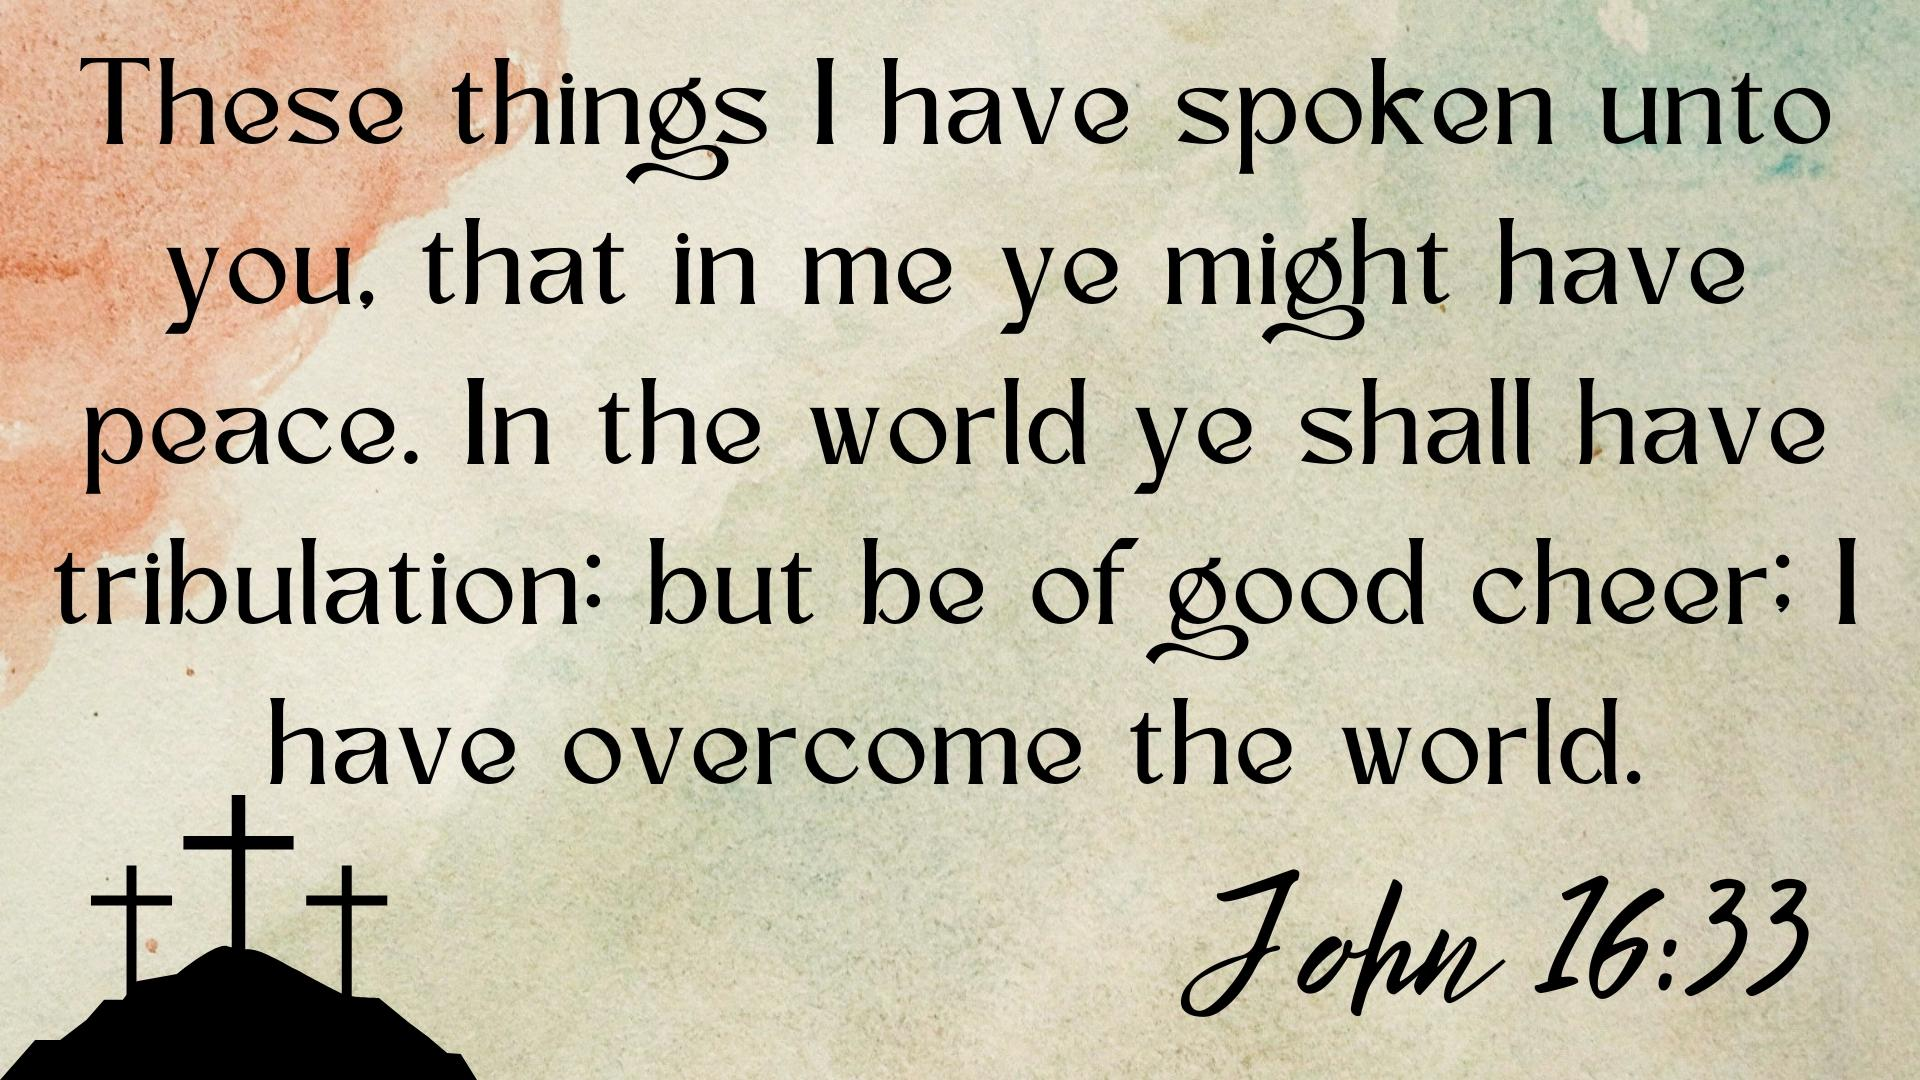 These things I have spoken unto
you, that in me ye might have
peace. In the world ye shall have
tribulation: but be of good cheer; I
have overcome the world.
John 16:33